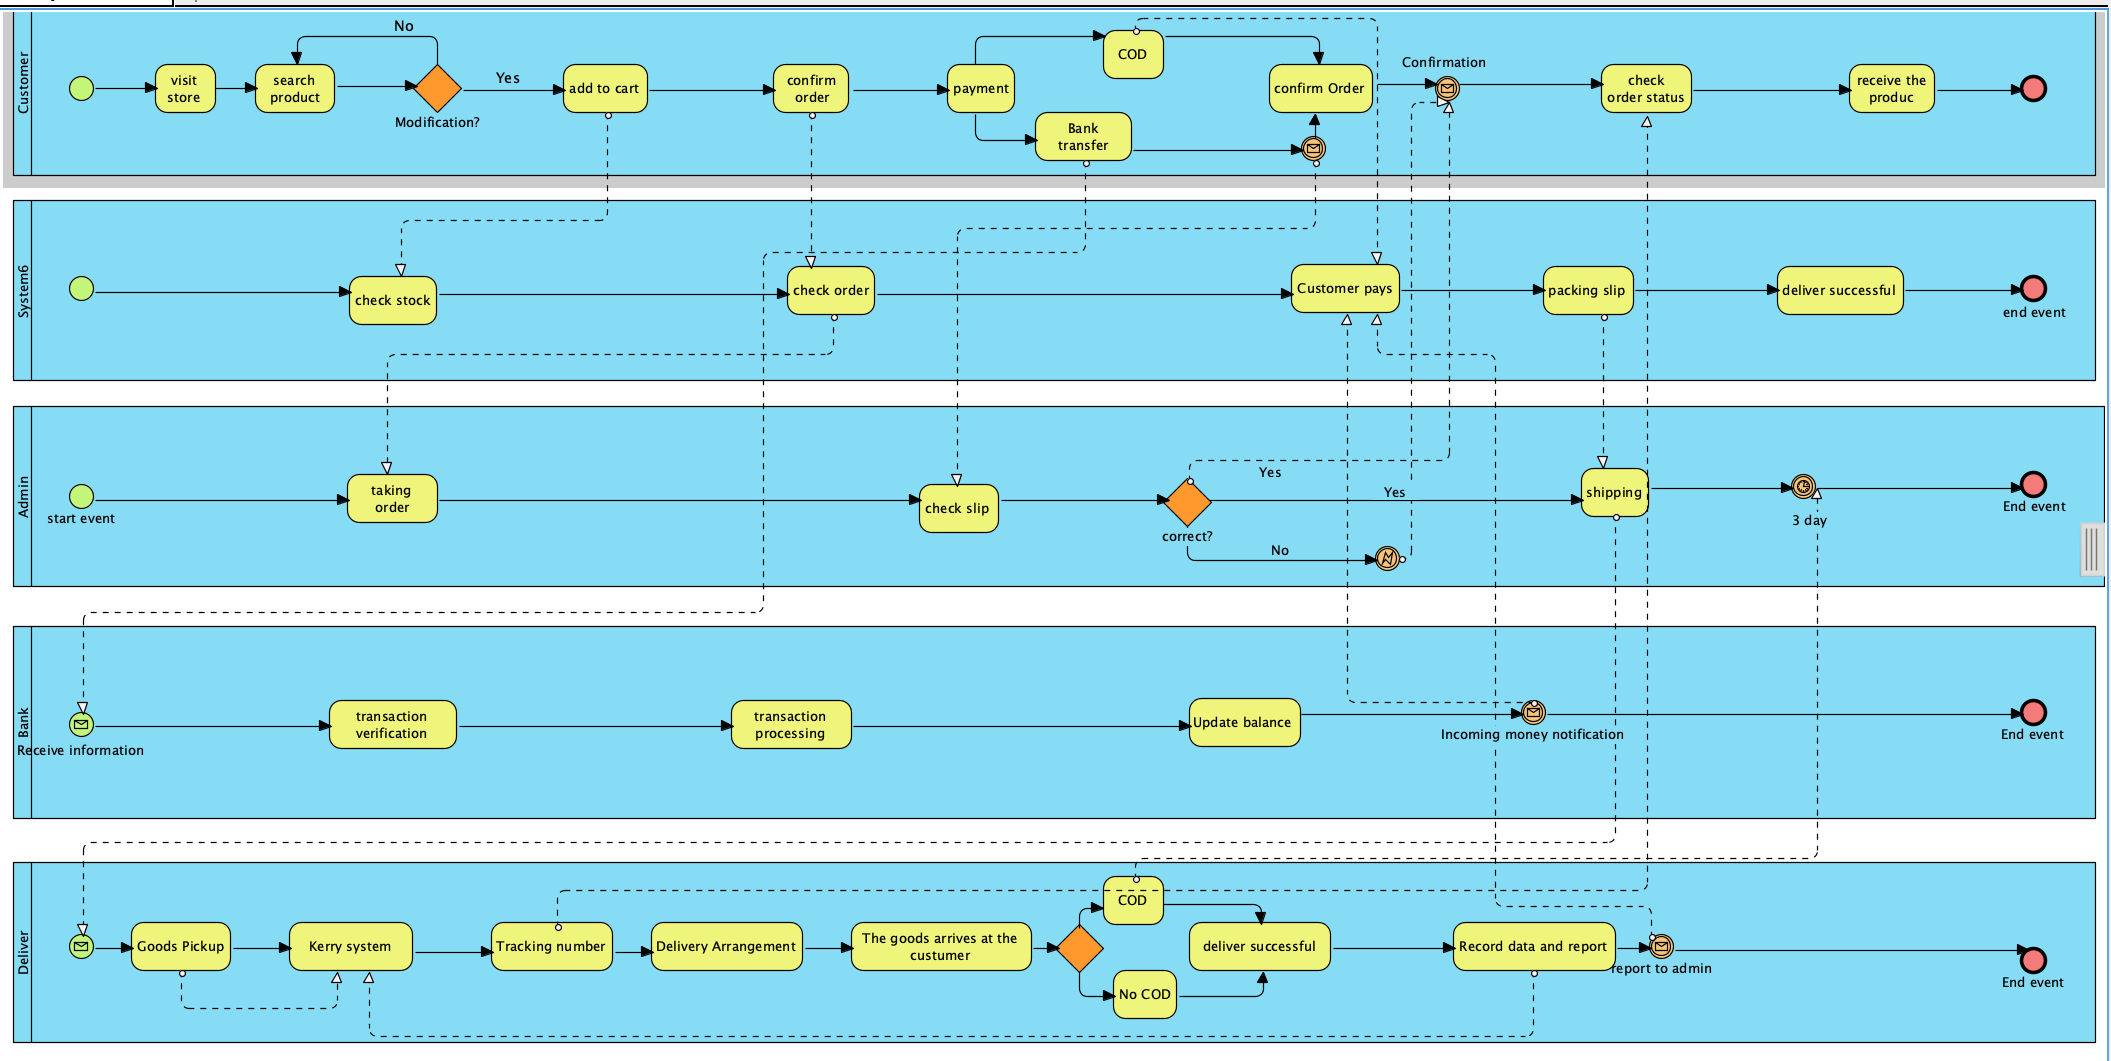 Customer
No
visit
store
search
product
Modification?
Yes
add to cart
confirm
order
payment
COD
Bank
transfer
confirm Order
Confirmation
check
order status
receive the
produc
System6
check stock
check order
Customer pays
packing slip
deliver successful
end event
Admin
start event
taking
order
check slip
correct?
Yes
Yes
No
shipping
3 day
End event
Bank
Receive information
transaction
verification
transaction
processing
Update balance
Incoming money notification
End event
Deliver
Goods Pickup
Kerry system
Tracking number
Delivery Arrangement
The goods arrives at the
custumer
COD
No COD
deliver successful
Record data and report
report to admin
End event